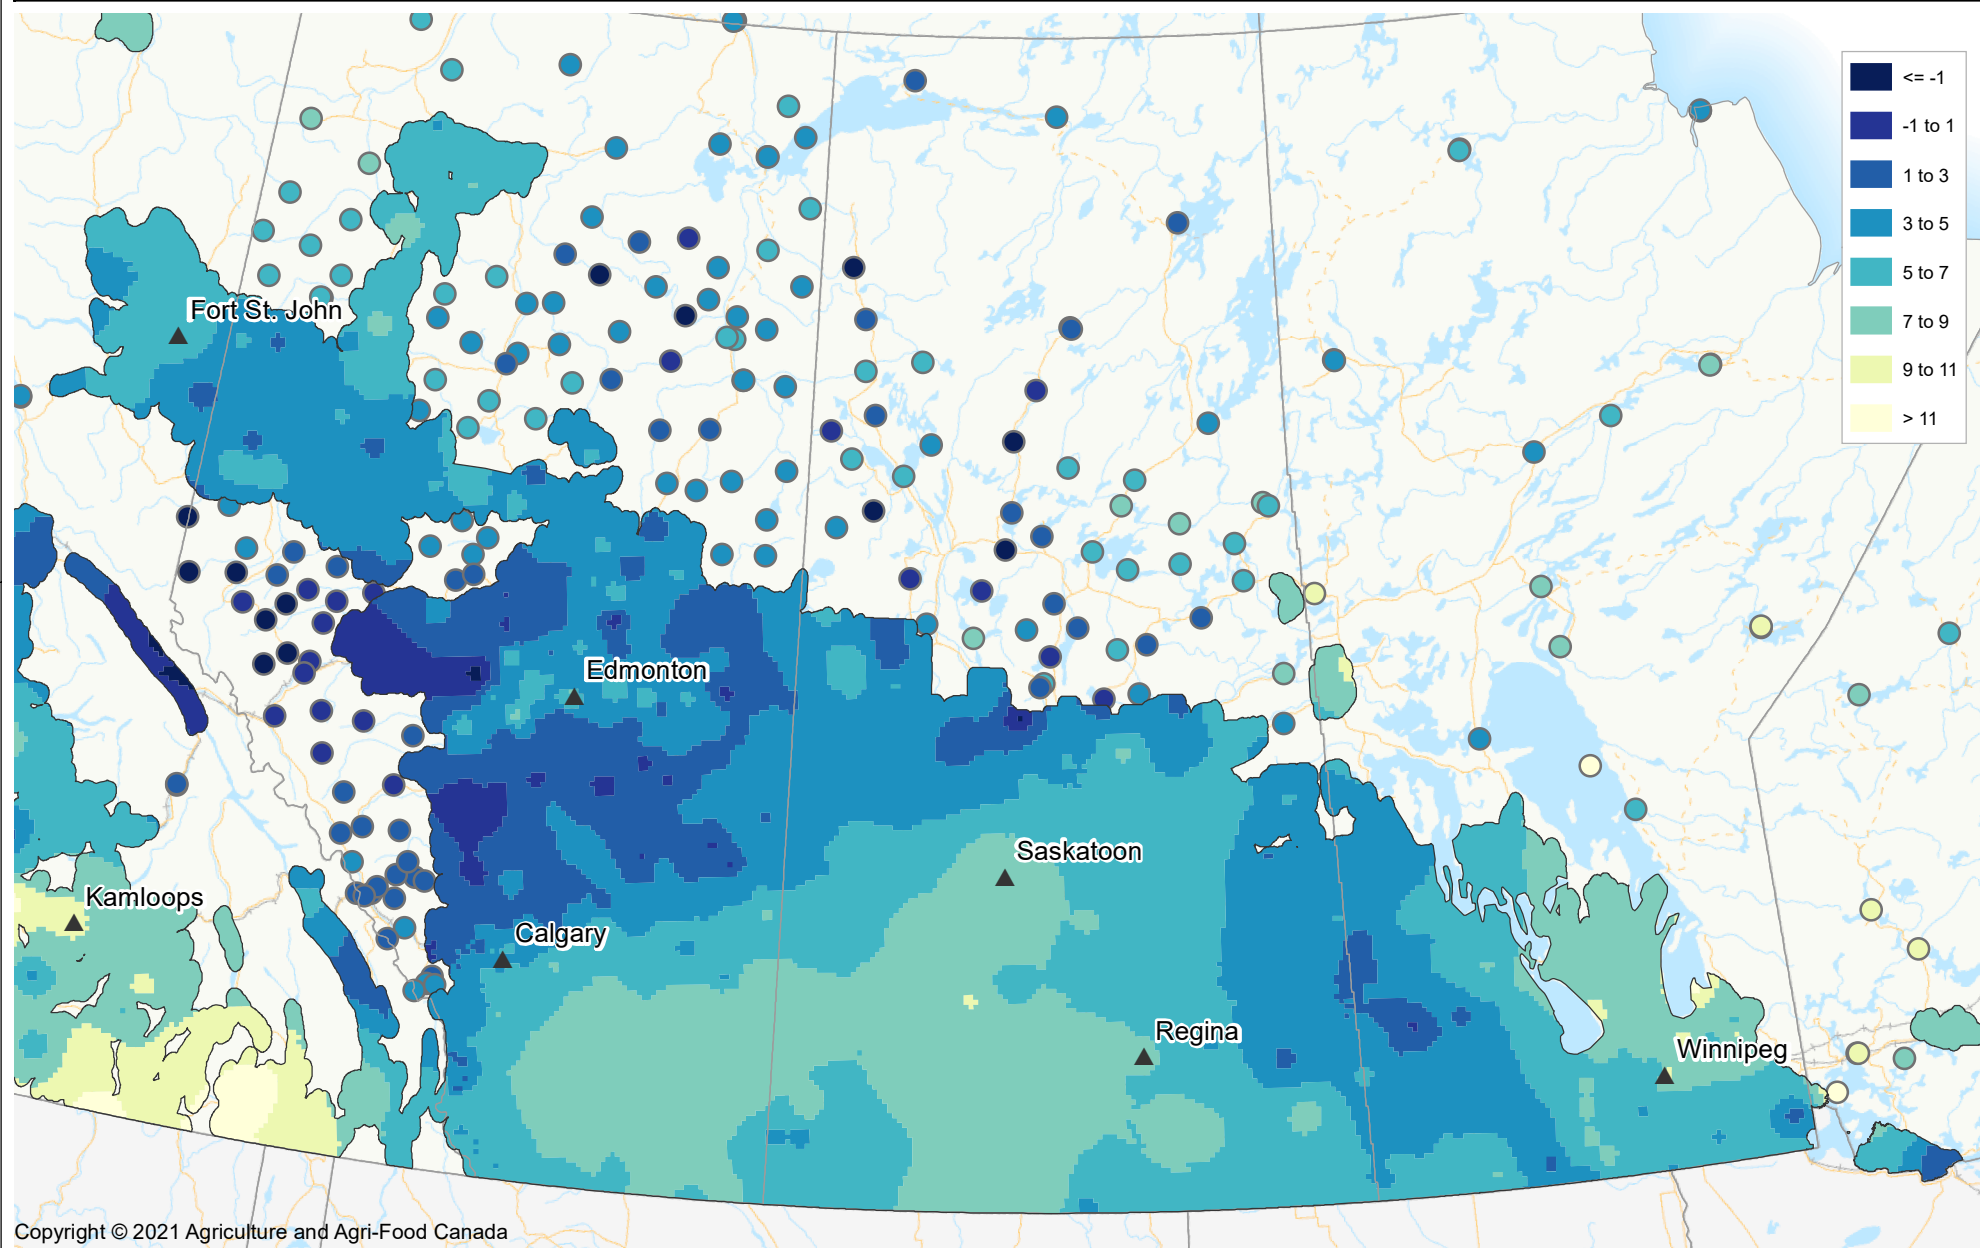 <= -1
-1 to 1
1 to 3
3 to 5
5 to 7
7 to 9
9 to 11
> 11
Fort St. John
Edmonton
Saskatoon
Kamloops
Calgary
Regina
Winnipeg
Copyright © 2021 Agriculture and Agri-Food Canada